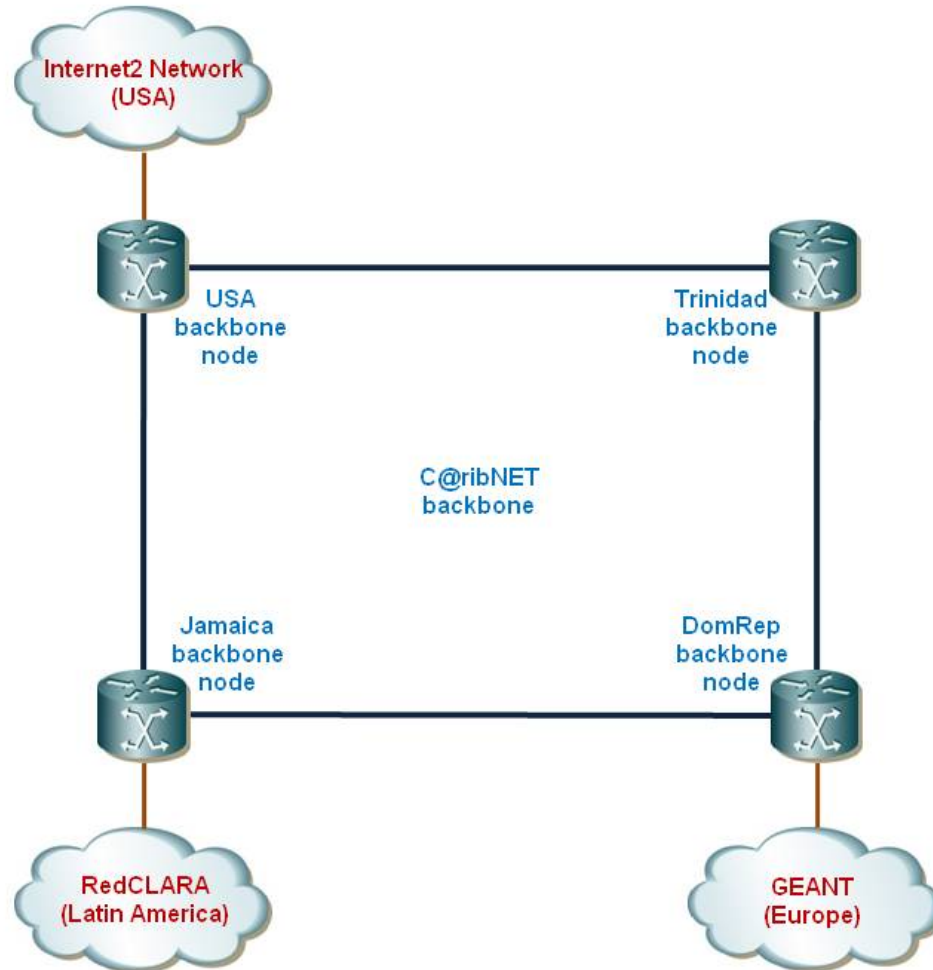 Internet2 Network
(USA)
USA
backbone
node
Trinidad
backbone
node
C@ribNET
backbone
Jamaica
backbone
node
DomRep
backbone
node
RedCLARA
(Latin America)
GEANT
(Europe)